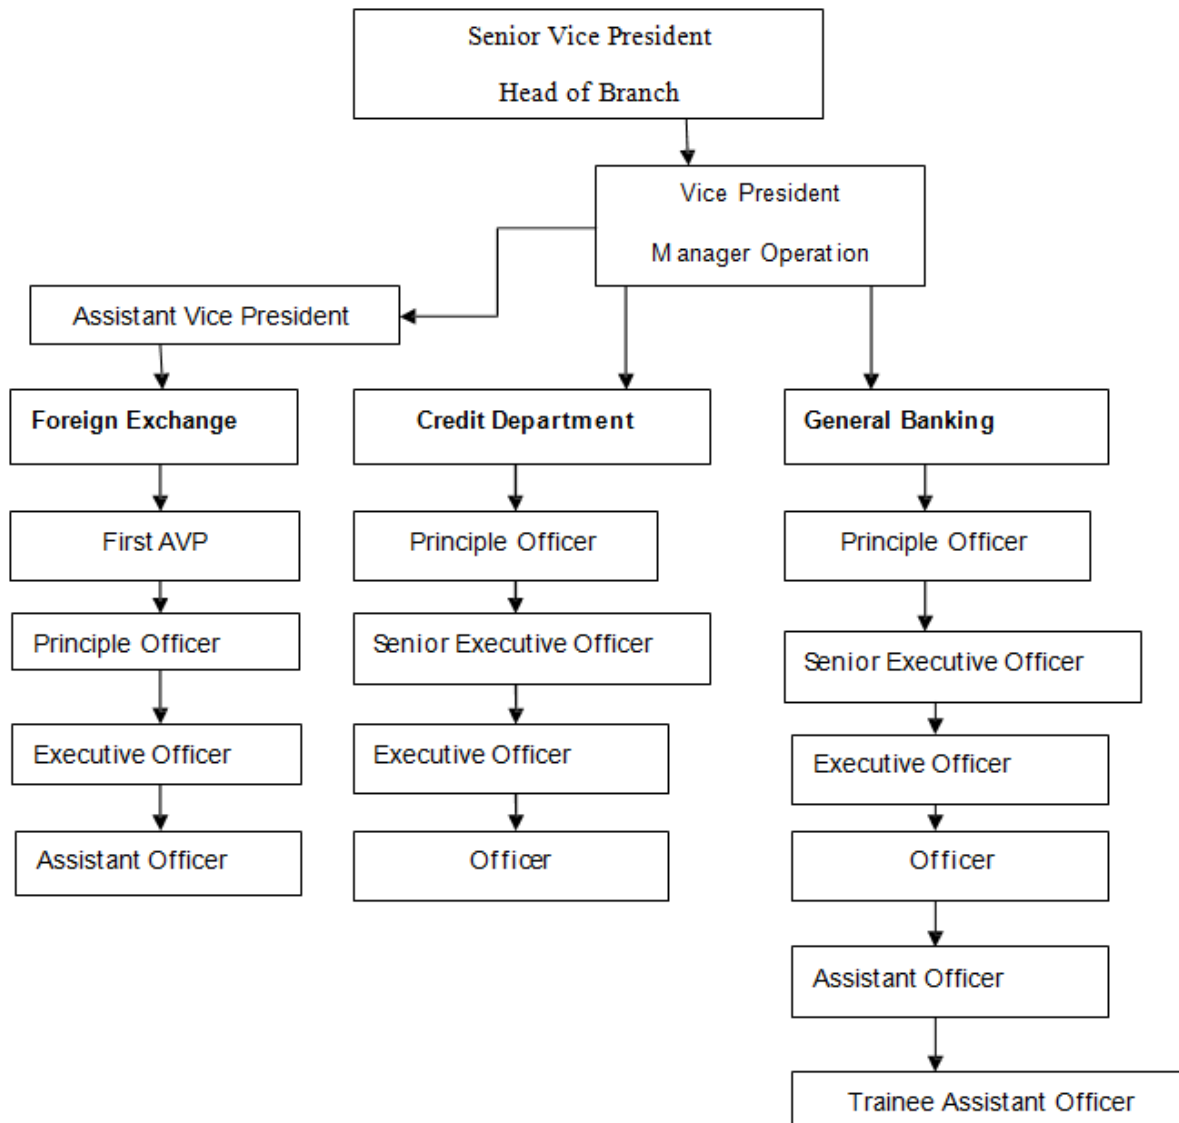 Senior Vice President
Head of Branch
Vice President
Manager Operation
Assistant Vice President
Foreign Exchange
Credit Department
General Banking
First AVP
Principle Officer
Principle Officer
Principle Officer
Senior Executive Officer
Senior Executive Officer
Executive Officer
Executive Officer
Executive Officer
Assistant Officer
Officer
Officer
Assistant Officer
Trainee Assistant Officer